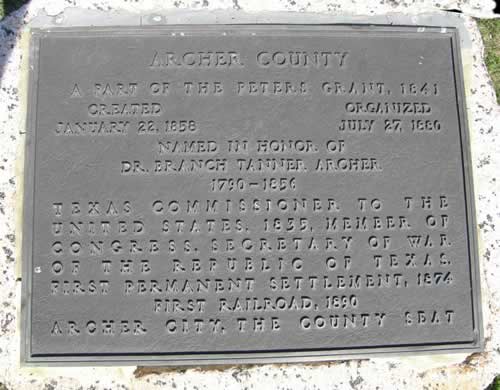 ARCHER COUNTY
A PART OF THE PETERS GRANT, 1841
CREATED ORGANIZED
JANUARY 22, 1858 JULY 27, 1880
NAMED IN HONOR OF
DR. BRANCH TANNER ARCHER
1790-1856
TEXAS COMMISSIONER TO THE
UNITED STATES, 1835, MEMBER OF
CONGRESS, SECRETARY OF WAR
OF THE REPUBLIC OF TEXAS.
FIRST PERMANENT SETTLEMENT, 1874
FIRST RAILROAD, 1890
ARCHER CITY, THE COUNTY SEAT